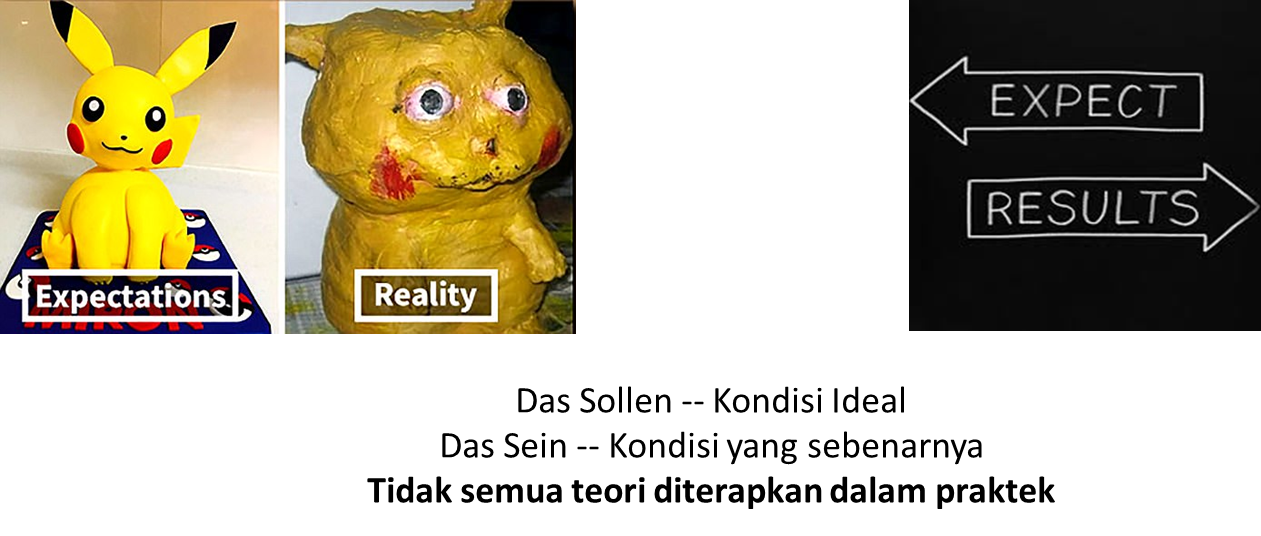 Expectations
Reality
EXPECT
RESULTS
Das Sollen -- Kondisi Ideal
Das Sein -- Kondisi yang sebenarnya
Tidak semua teori diterapkan dalam praktek